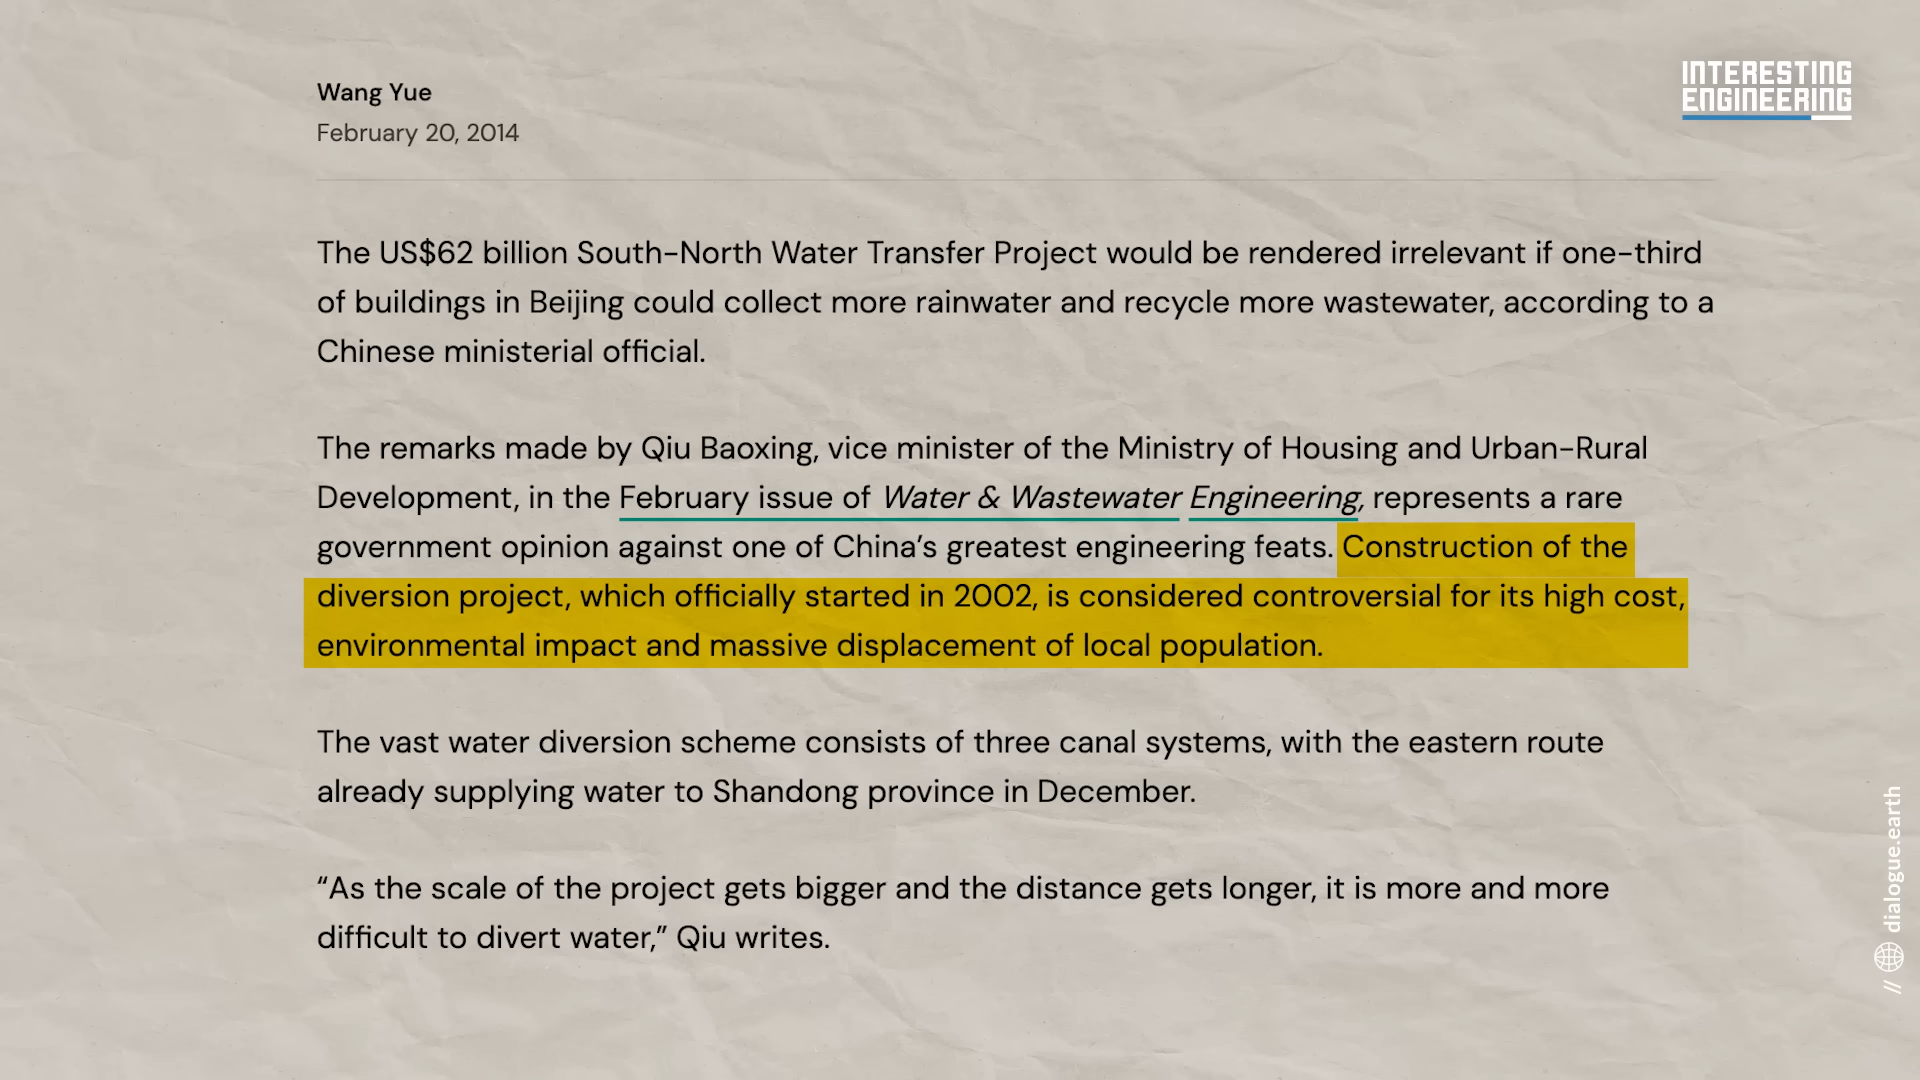 Wang Yue
February 20, 2014
INTERESTING
ENGINEERING
The US$62 billion South-North Water Transfer Project would be rendered irrelevant if one-third
of buildings in Beijing could collect more rainwater and recycle more wastewater, according to a
Chinese ministerial official.
The remarks made by Qiu Baoxing, vice minister of the Ministry of Housing and Urban-Rural
Development, in the February issue of Water & Wastewater Engineering, represents a rare
government opinion against one of China’s greatest engineering feats. Construction of the
diversion project, which officially started in 2002, is considered controversial for its high cost,
environmental impact and massive displacement of local population.
The vast water diversion scheme consists of three canal systems, with the eastern route
already supplying water to Shandong province in December.
“As the scale of the project gets bigger and the distance gets longer, it is more and more
difficult to divert water,” Qiu writes.
// dialogue.earth